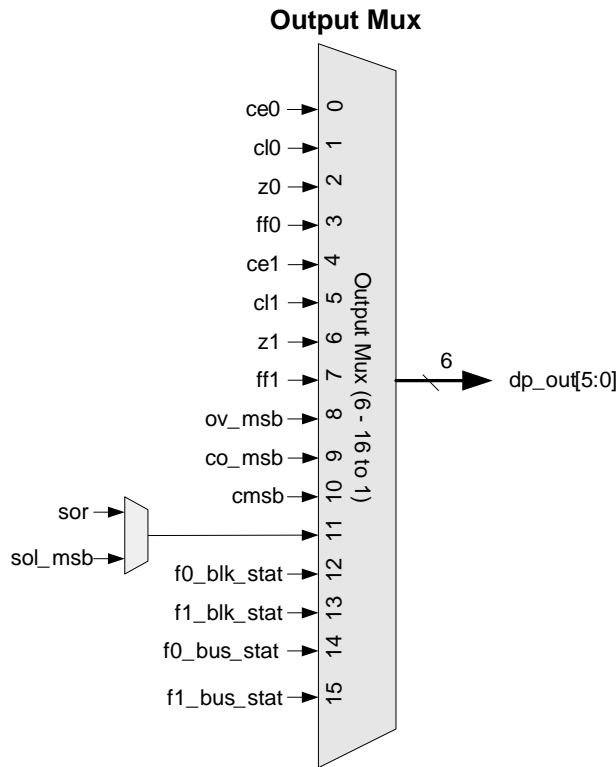 Output Mux
ce0 0
cl0 1
z0 2
ff0 3
ce1 4
cl1 5
z1 6
ff1 7
Output Mux (6 - 16 to 1)
6
dp_out[5:0]
ov_msb 8
co_msb 9
cmsb 10
sor
11
sol_msb
f0_blk_stat 12
f1_blk_stat 13
f0_bus_stat 14
f1_bus_stat 15